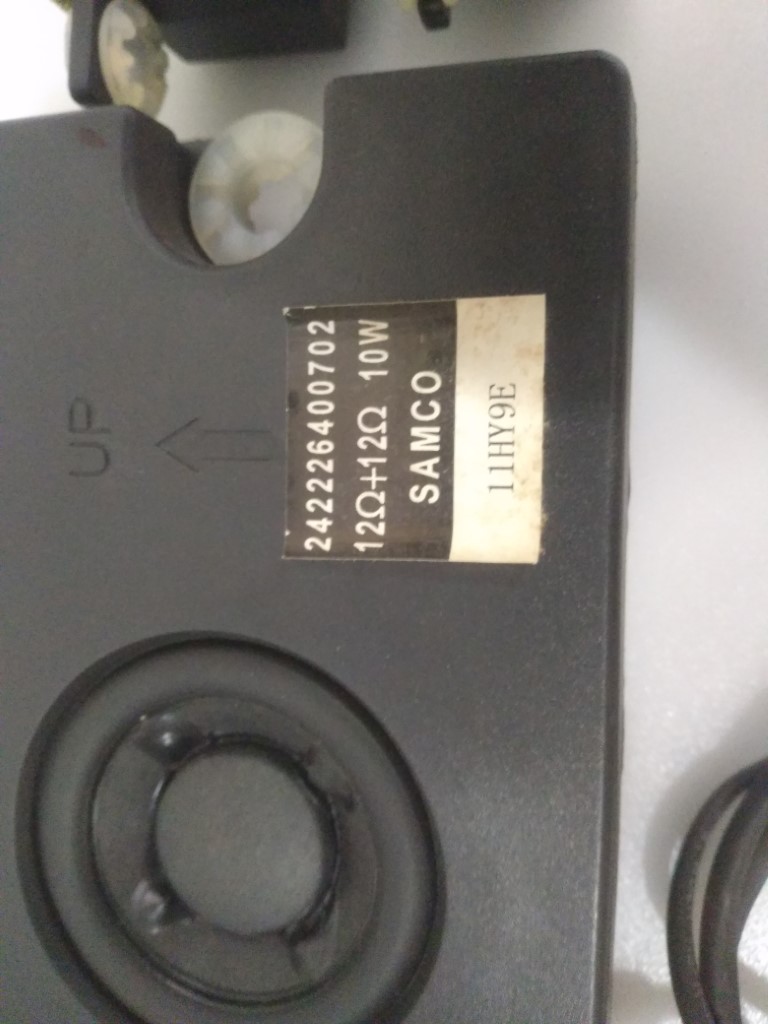 UP
242226400702
12Ω+12Ω 10W
SAMCO
11HY9E